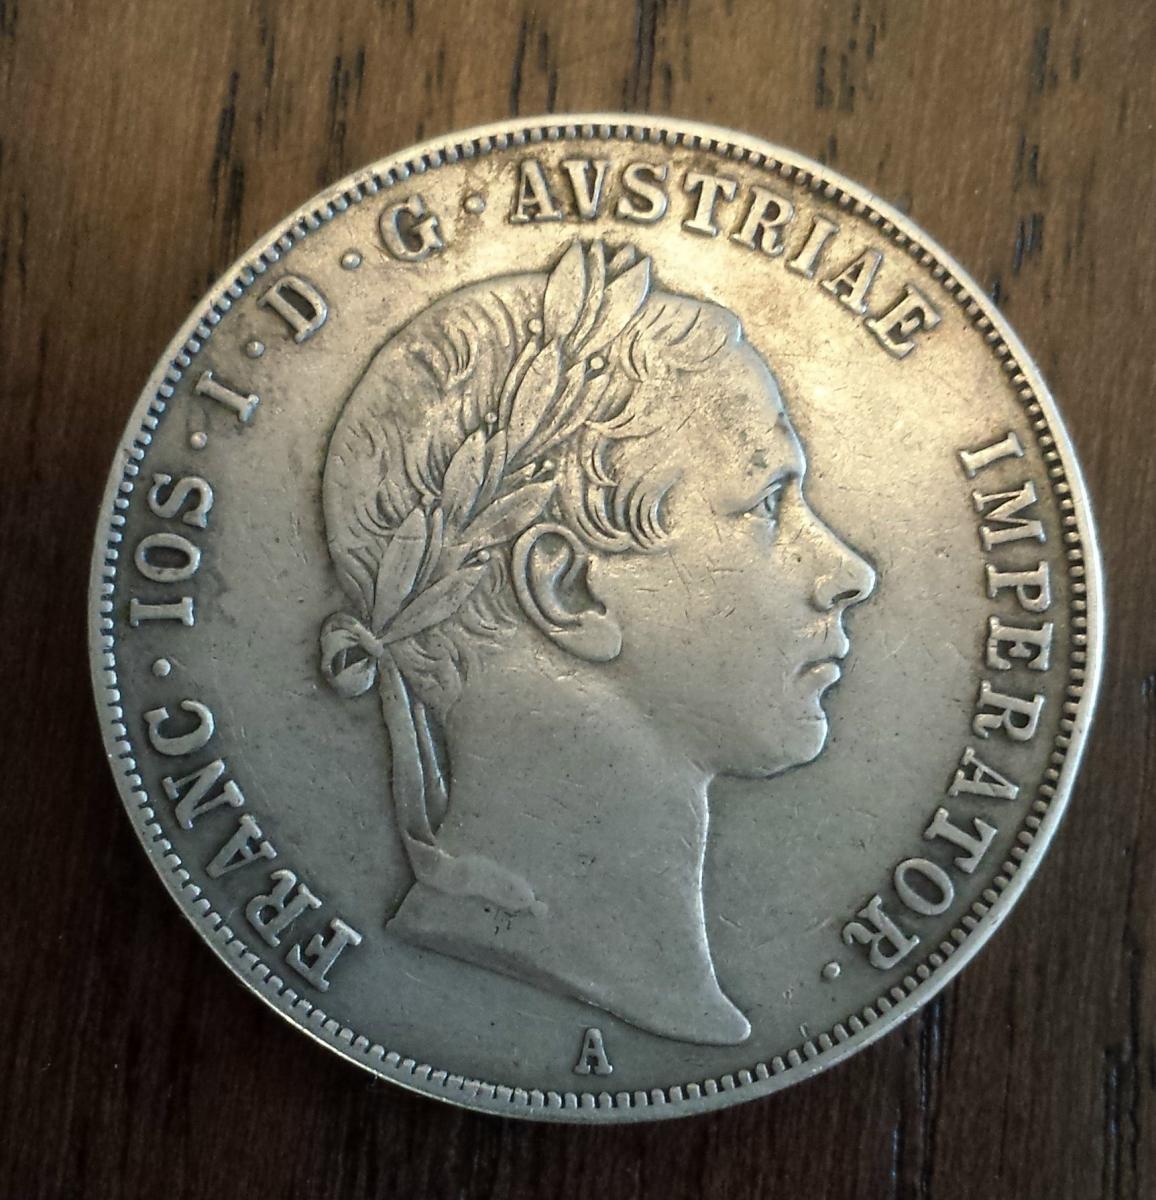 FRANC · IOS · I · D · G · AVSTRIAE IMPERATOR ·
A